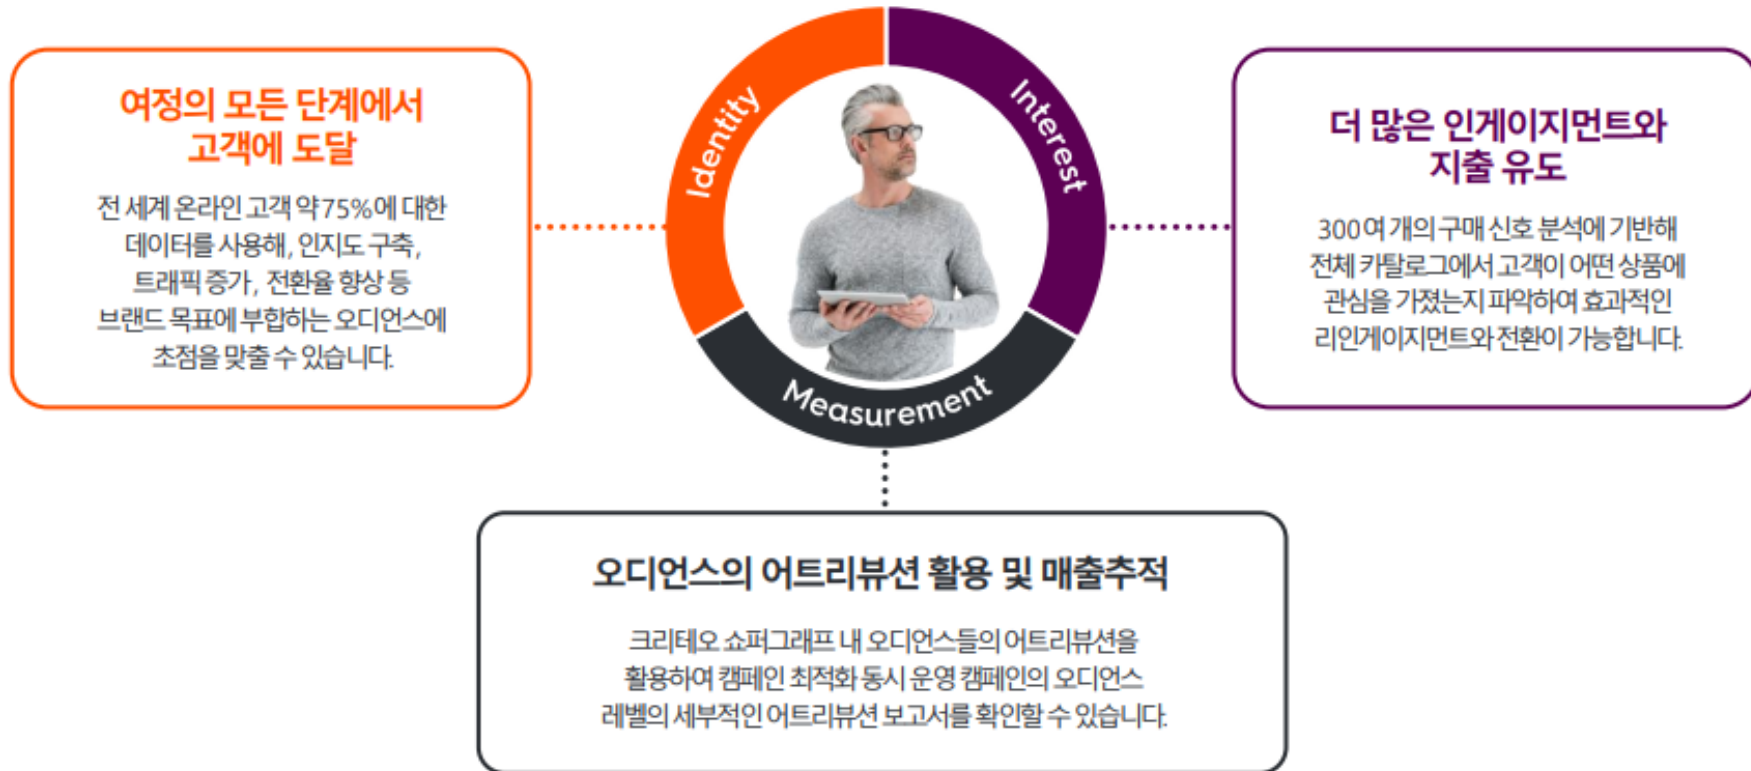 여정의 모든 단계에서
고객에 도달
전 세계 온라인 고객 약 75%에 대한
데이터를 사용해, 인지도 구축,
트래픽 증가, 전환율 향상 등
브랜드 목표에 부합하는 오디언스에
초점을 맞출 수 있습니다.
Identity
Interest
Measurement
더 많은 인게이지먼트와
지출 유도
300여 개의 구매 신호 분석에 기반해
전체 카탈로그에서 고객이 어떤 상품에
관심을 가졌는지 파악하여 효과적인
리인게이지먼트와 전환이 가능합니다.
오디언스의 어트리뷰션 활용 및 매출추적
크리테오 쇼퍼그래프 내 오디언스들의 어트리뷰션을
활용하여 캠페인 최적화 동시 운영 캠페인의 오디언스
레벨의 세부적인 어트리뷰션 보고서를 확인할 수 있습니다.